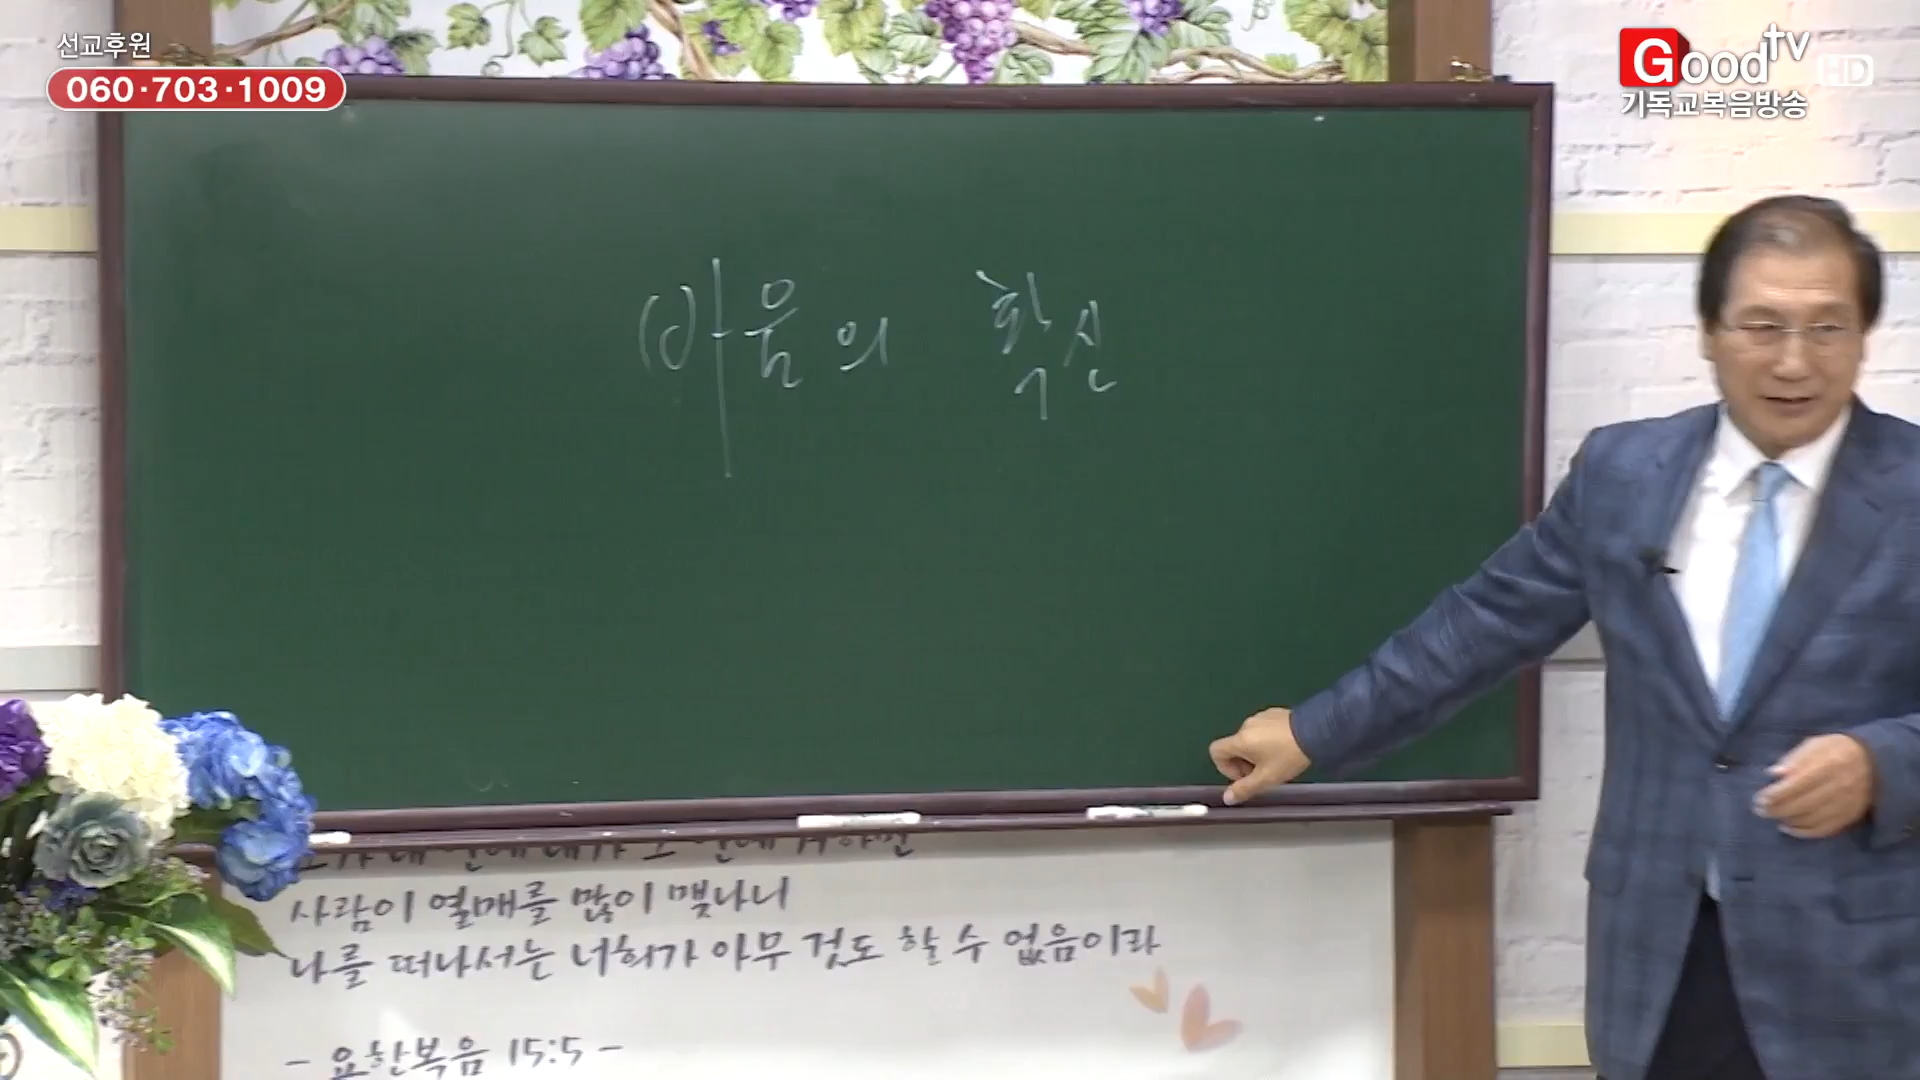 선교후원
060·703·1009
Good tv HD
기독교복음방송
마음의 확신
사람이 열매를 많이 맺나니
나를 떠나서는 너희가 아무 것도 할 수 없음이라
- 요한복음 15:5 -